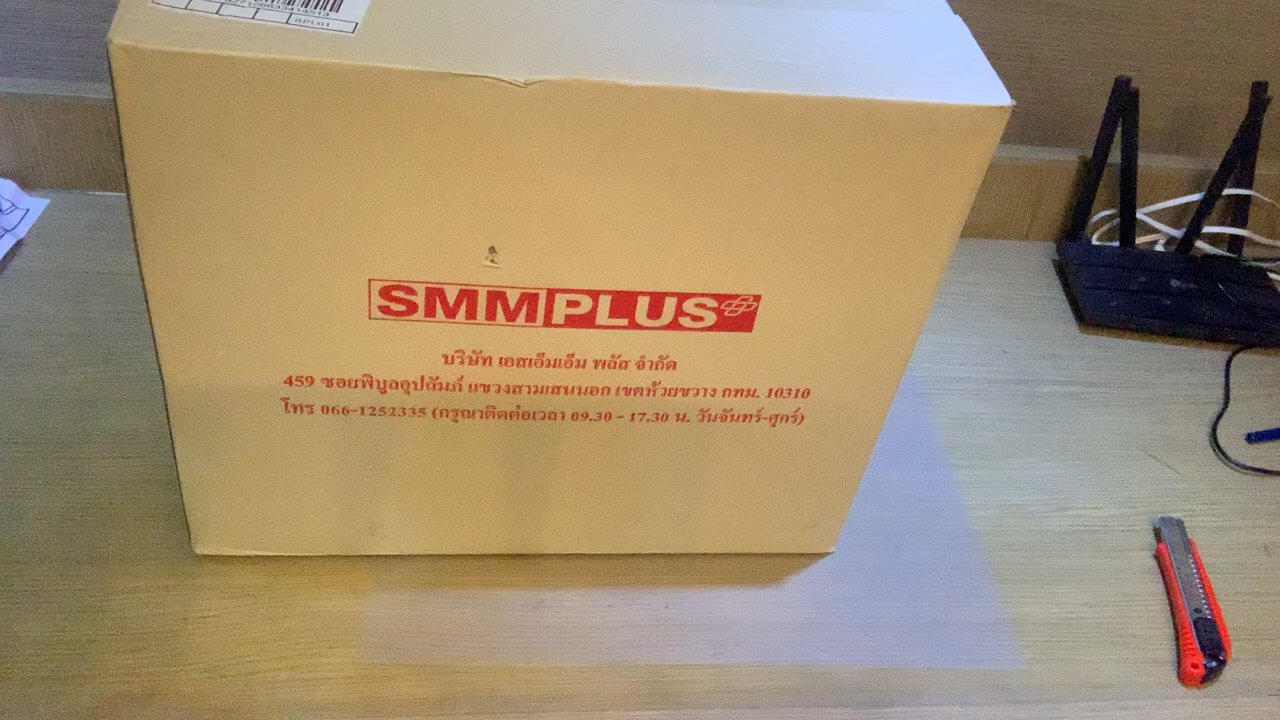 SPL01
SMMPLUS
บริษัท เอสเอ็มเอ็ม พลัส จำกัด
459 ซอยพิบูลอุปถัมภ์ แขวงสามเสนนอก เขตห้วยขวาง กทม. 10310
โทร 066-1252335 (กรุณาติดต่อเวลา 09.30 - 17.30 น. วันจันทร์-ศุกร์)